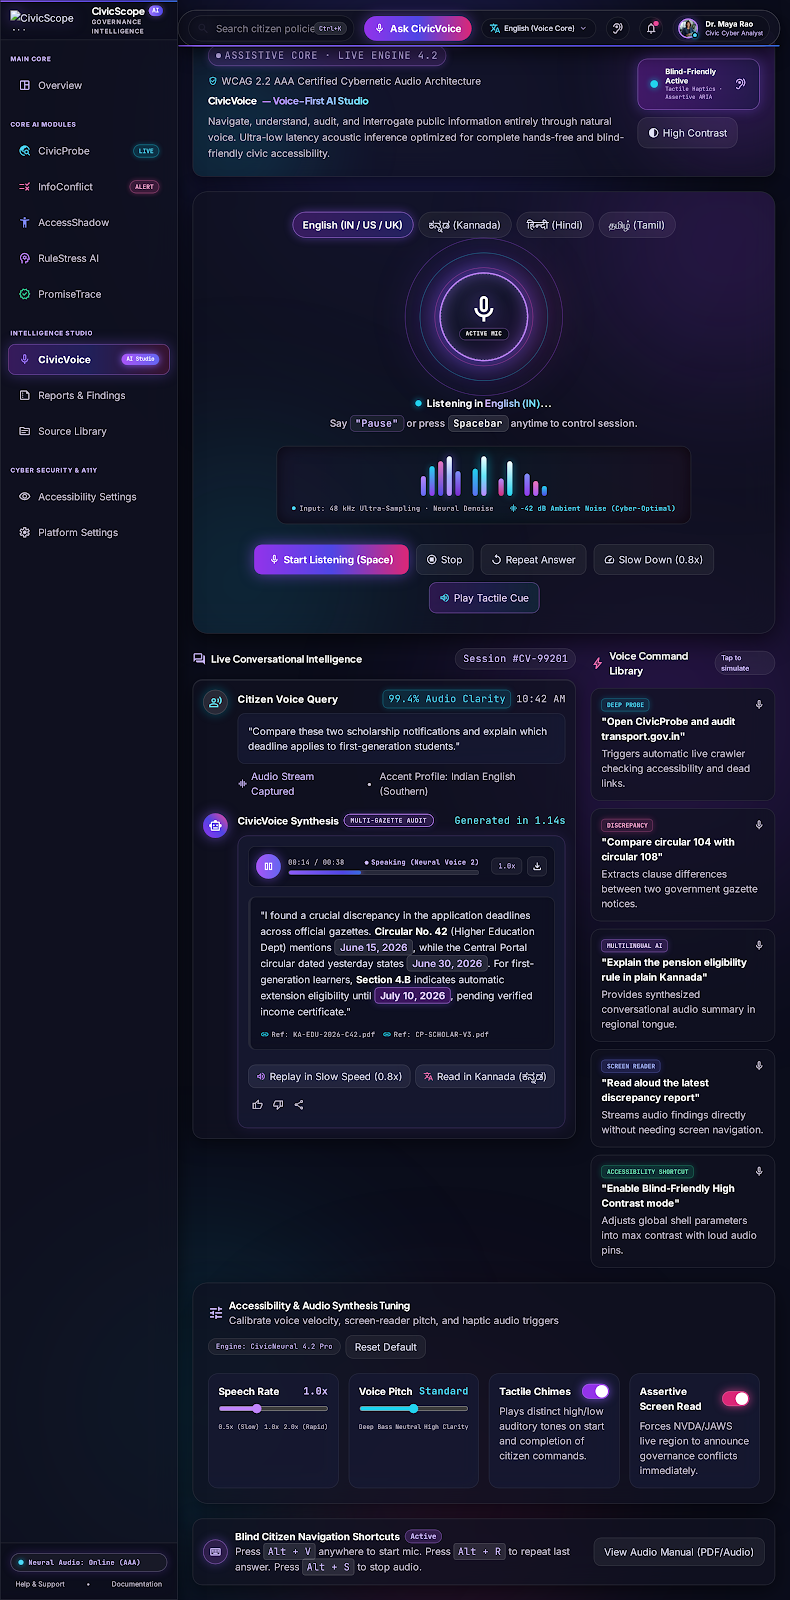 CivicScope
CivicScope AI
GOVERNANCE
INTELLIGENCE
MAIN CORE
Overview
CORE AI MODULES
CivicProbe LIVE
InfoConflict ALERT
AccessShadow
RuleStress AI
PromiseTrace
INTELLIGENCE STUDIO
CivicVoice AI Studio
Reports & Findings
Source Library
CYBER SECURITY & A11Y
Accessibility Settings
Platform Settings
Neural Audio: Online (AAA)
Help & Support • Documentation
Search citizen policie Ctrl+K
Ask CivicVoice
English (Voice Core)
Dr. Maya Rao
Civic Cyber Analyst
ASSISTIVE CORE · LIVE ENGINE 4.2
WCAG 2.2 AAA Certified Cybernetic Audio Architecture
CivicVoice — Voice-First AI Studio
Navigate, understand, audit, and interrogate public information entirely through natural
voice. Ultra-low latency acoustic inference optimized for complete hands-free and blind-
friendly civic accessibility.
Blind-Friendly
Active
Tactile Haptics ·
Assertive ARIA
High Contrast
English (IN / US / UK)
ಕನ್ನಡ (Kannada)
हिन्दी (Hindi)
தமிழ் (Tamil)
ACTIVE MIC
Listening in English (IN)...
Say "Pause" or press Spacebar anytime to control session.
Input: 48 kHz Ultra-Sampling · Neural Denoise
-42 dB Ambient Noise (Cyber-Optimal)
Start Listening (Space)
Stop
Repeat Answer
Slow Down (0.8x)
Play Tactile Cue
Live Conversational Intelligence
Session #CV-99201
Citizen Voice Query
99.4% Audio Clarity 10:42 AM
"Compare these two scholarship notifications and explain which
deadline applies to first-generation students."
Audio Stream
Captured
• Accent Profile: Indian English
(Southern)
CivicVoice Synthesis MULTI-GAZETTE AUDIT Generated in 1.14s
00:14 / 00:38
Speaking (Neural Voice 2)
1.0x
"I found a crucial discrepancy in the application deadlines
across official gazettes. Circular No. 42 (Higher Education
Dept) mentions June 15, 2026, while the Central Portal
circular dated yesterday states June 30, 2026. For first-
generation learners, Section 4.B indicates automatic
extension eligibility until July 10, 2026, pending verified
income certificate."
Ref: KA-EDU-2026-C42.pdf Ref: CP-SCHOLAR-V3.pdf
Replay in Slow Speed (0.8x)
Read in Kannada (ಕನ್ನಡ)
Voice Command
Library
Tap to
simulate
DEEP PROBE
"Open CivicProbe and audit
transport.gov.in"
Triggers automatic live crawler
checking accessibility and dead
links.
DISCREPANCY
"Compare circular 104 with
circular 108"
Extracts clause differences
between two government gazette
notices.
MULTILINGUAL AI
"Explain the pension eligibility
rule in plain Kannada"
Provides synthesized
conversational audio summary in
regional tongue.
SCREEN READER
"Read aloud the latest
discrepancy report"
Streams audio findings directly
without needing screen navigation.
ACCESSIBILITY SHORTCUT
"Enable Blind-Friendly High
Contrast mode"
Adjusts global shell parameters
into max contrast with loud audio
pins.
Accessibility & Audio Synthesis Tuning
Calibrate voice velocity, screen-reader pitch, and haptic audio triggers
Engine: CivicNeural 4.2 Pro
Reset Default
Speech Rate 1.0x
0.5x (Slow) 1.0x 2.0x (Rapid)
Voice Pitch Standard
Deep Bass Neutral High Clarity
Tactile Chimes
Plays distinct high/low
auditory tones on start
and completion of
citizen commands.
Assertive
Screen Read
Forces NVDA/JAWS
live region to announce
governance conflicts
immediately.
Blind Citizen Navigation Shortcuts Active
Press Alt + V anywhere to start mic. Press Alt + R to repeat last
answer. Press Alt + S to stop audio.
View Audio Manual (PDF/Audio)